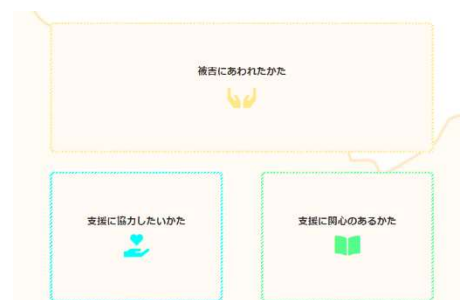 被害にあわれたかた
支援に協力したいかた
支援に関心のあるかた